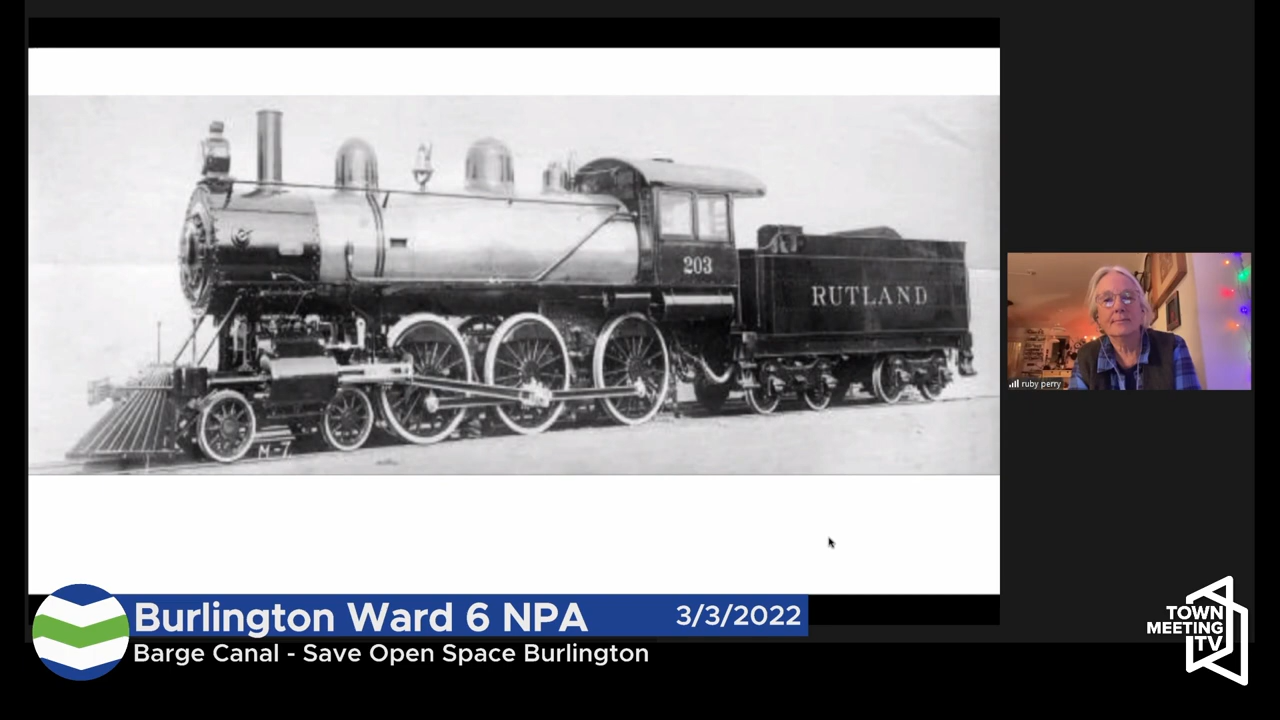 203
RUTLAND
M-7
ruby perry
Burlington Ward 6 NPA
3/3/2022
Barge Canal - Save Open Space Burlington
TOWN
MEETING
TV